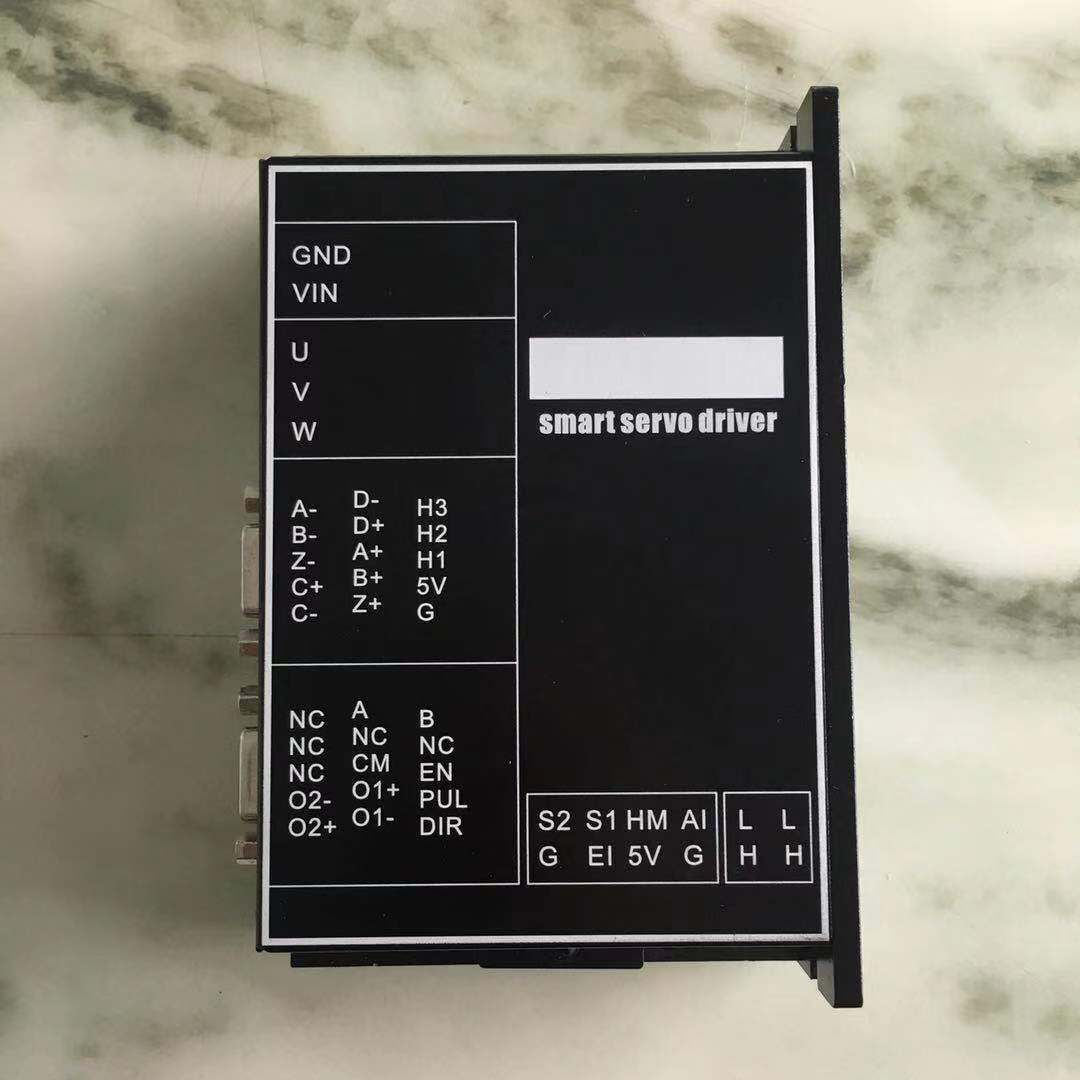 GND
VIN
U
V
W
smart servo driver
A- D- H3
B- D+ H2
Z- A+ H1
C+ B+ 5V
C- Z+ G
NC A B
NC NC NC
NC CM EN
O2- O1+ PUL
O2+ O1- DIR
S2 S1 HM AI L L
G EI 5V G H H